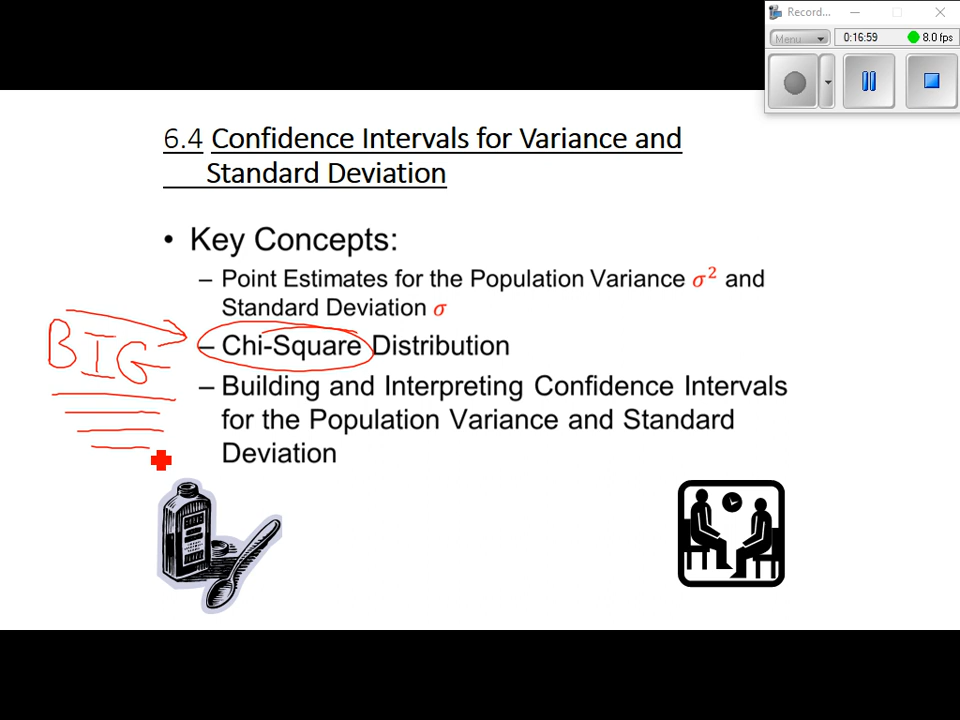 Record...
Menu
0:16:59
8.0 fps
6.4 Confidence Intervals for Variance and
Standard Deviation
• Key Concepts:
– Point Estimates for the Population Variance σ² and
Standard Deviation σ
BIG
– Chi-Square Distribution
– Building and Interpreting Confidence Intervals
for the Population Variance and Standard
Deviation